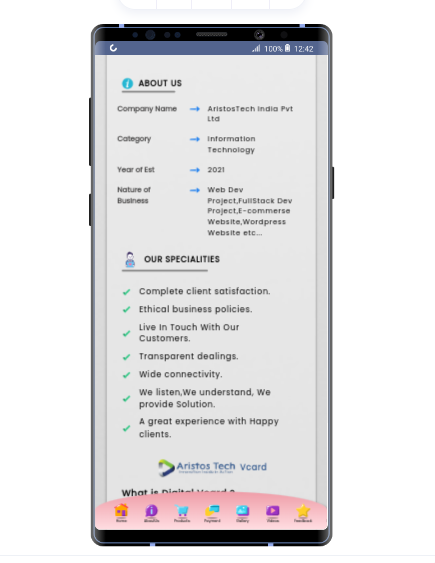 100% 12:42
ABOUT US
Company Name AristosTech India Pvt
Ltd
Category Information
Technology
Year of Est 2021
Nature of Web Dev
Business Project,FullStack Dev
Project,E-commerse
Website,Wordpress
Website etc...
OUR SPECIALITIES
Complete client satisfaction.
Ethical business policies.
Live In Touch With Our
Customers.
Transparent dealings.
Wide connectivity.
We listen,We understand, We
provide Solution.
A great experience with Happy
clients.
Aristos Tech Vcard
What is Digital Vcard ?
Home AboutUs Products Payment Gallery Videos Feedback